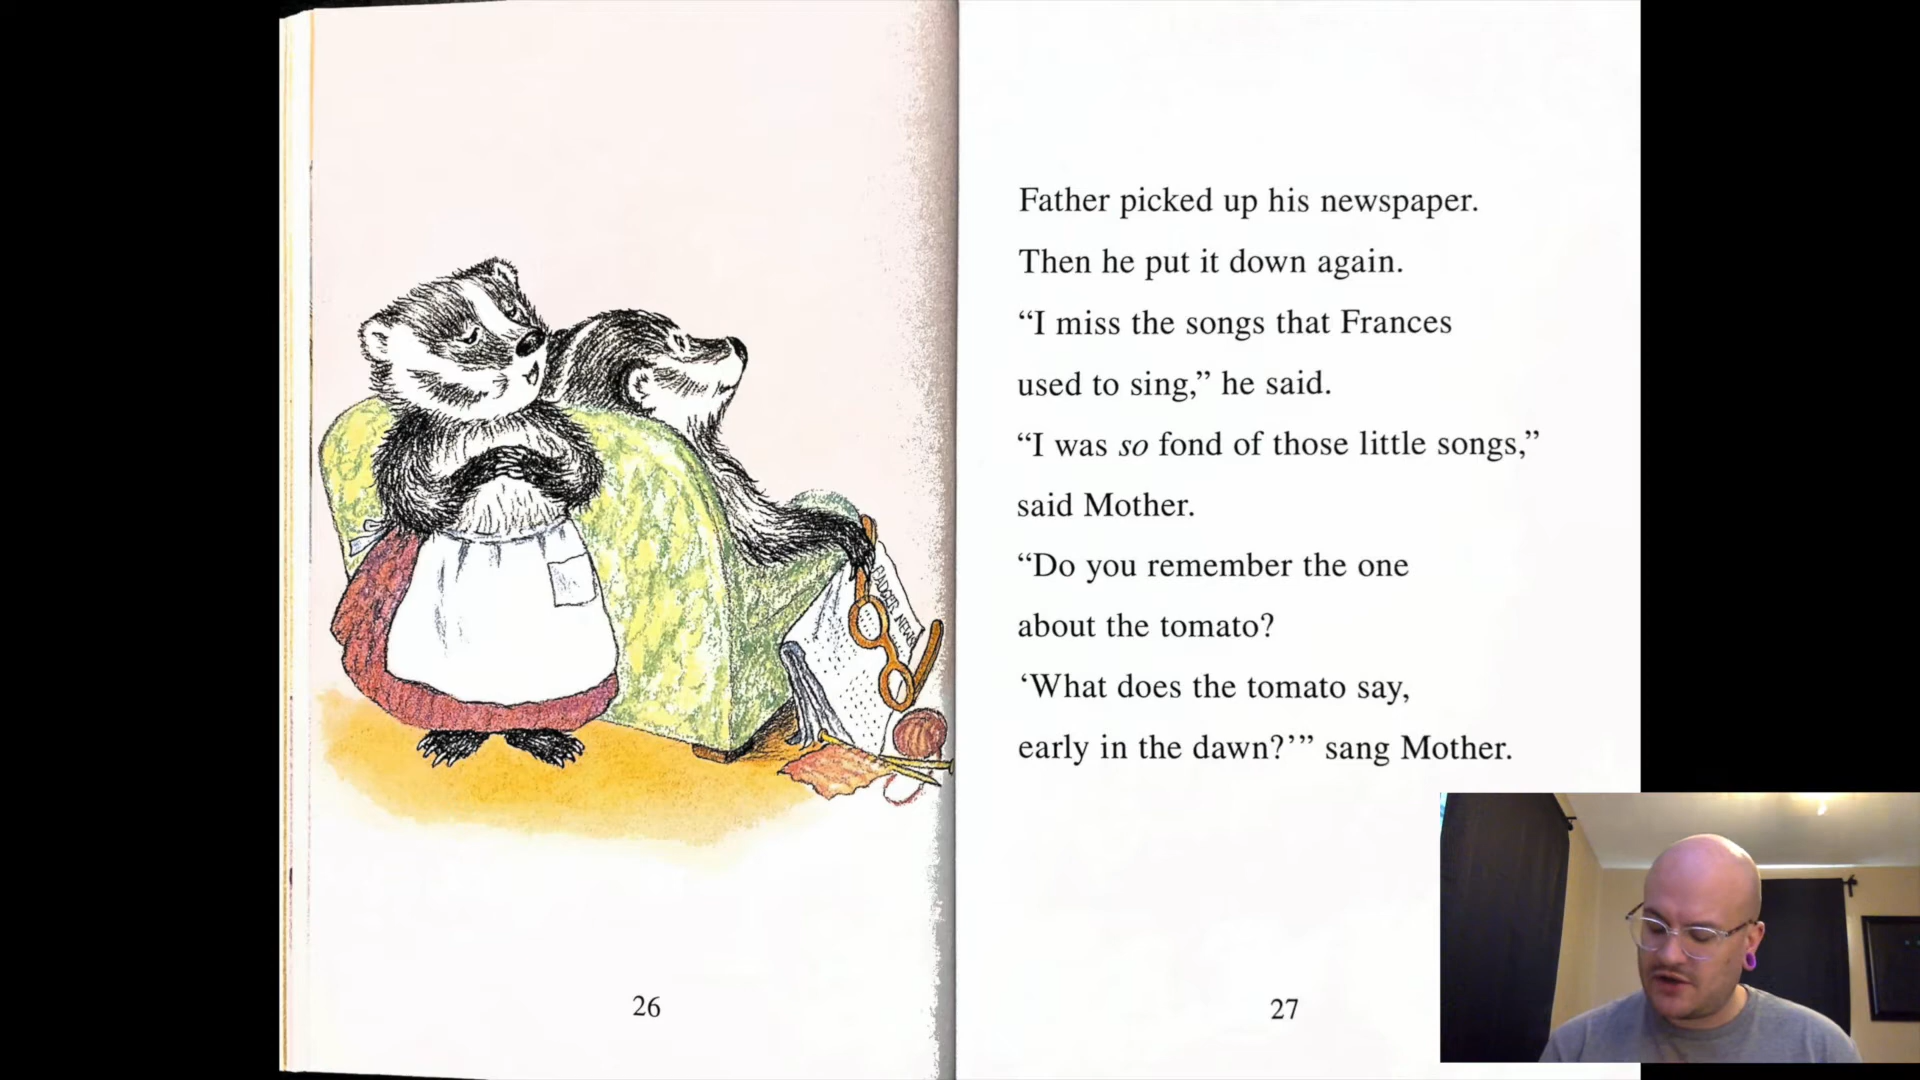 BADGER NEWS
26
Father picked up his newspaper.
Then he put it down again.
“I miss the songs that Frances
used to sing,” he said.
“I was so fond of those little songs,”
said Mother.
“Do you remember the one
about the tomato?
‘What does the tomato say,
early in the dawn?’” sang Mother.
27